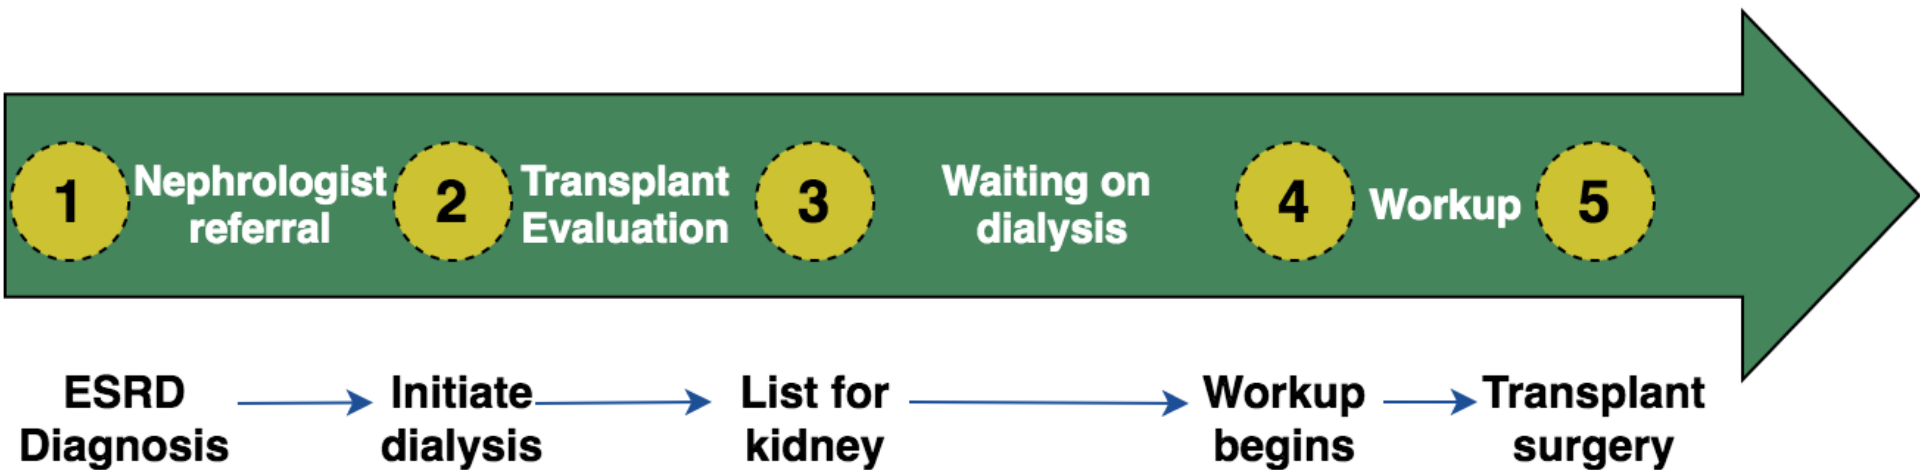 1
Nephrologist
referral
2
Transplant
Evaluation
3
Waiting on
dialysis
4
Workup
5
ESRD
Diagnosis
Initiate
dialysis
List for
kidney
Workup
begins
Transplant
surgery